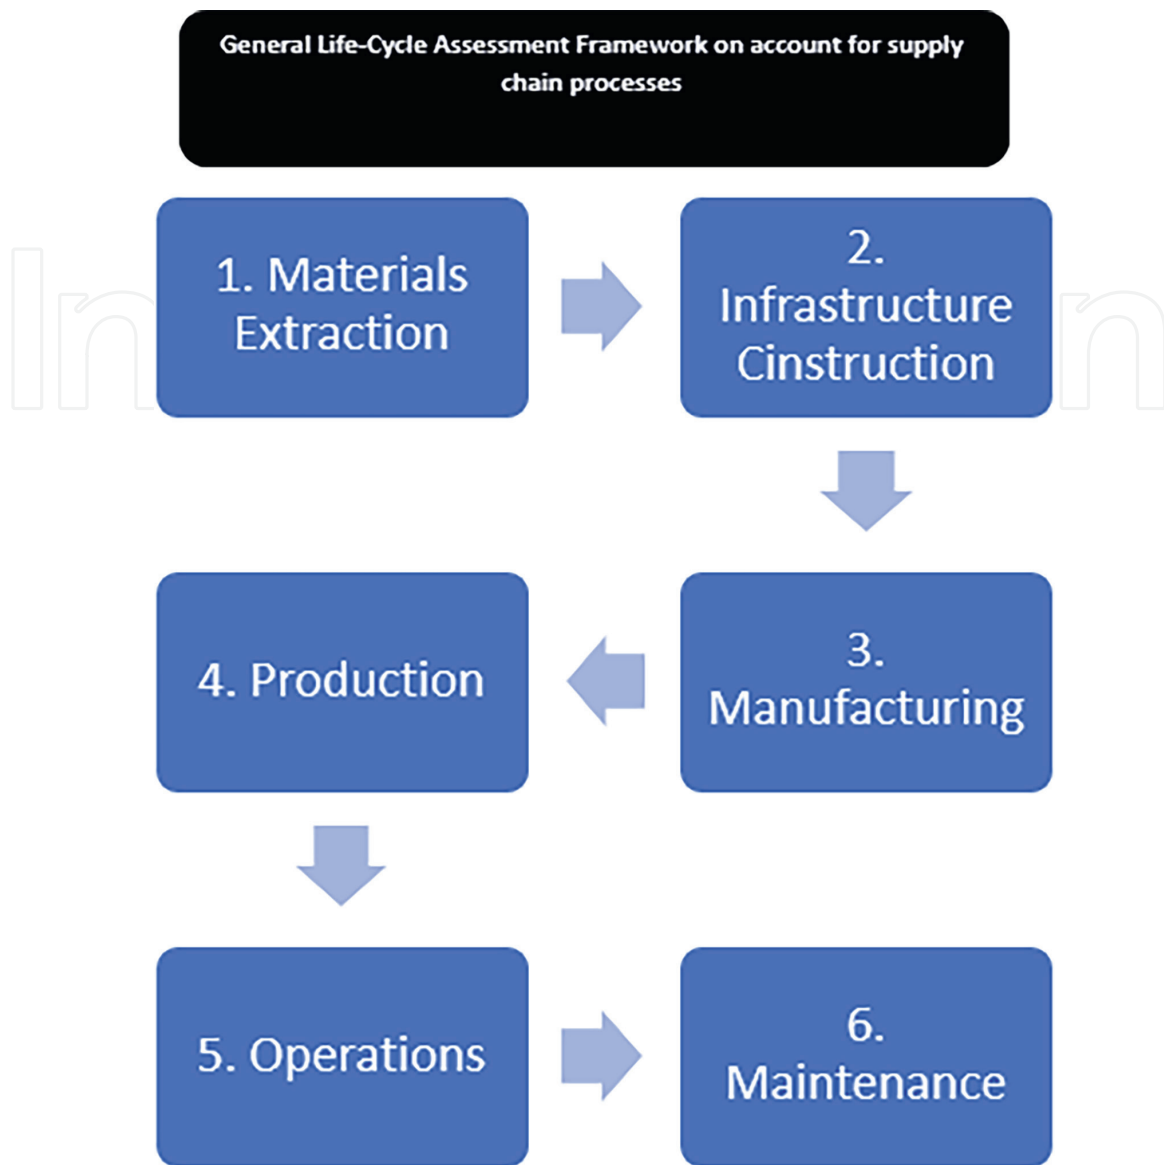 General Life-Cycle Assessment Framework on account for supply
chain processes
1. Materials
Extraction
2.
Infrastructure
Cinstruction
3.
Manufacturing
4. Production
5. Operations
6.
Maintenance